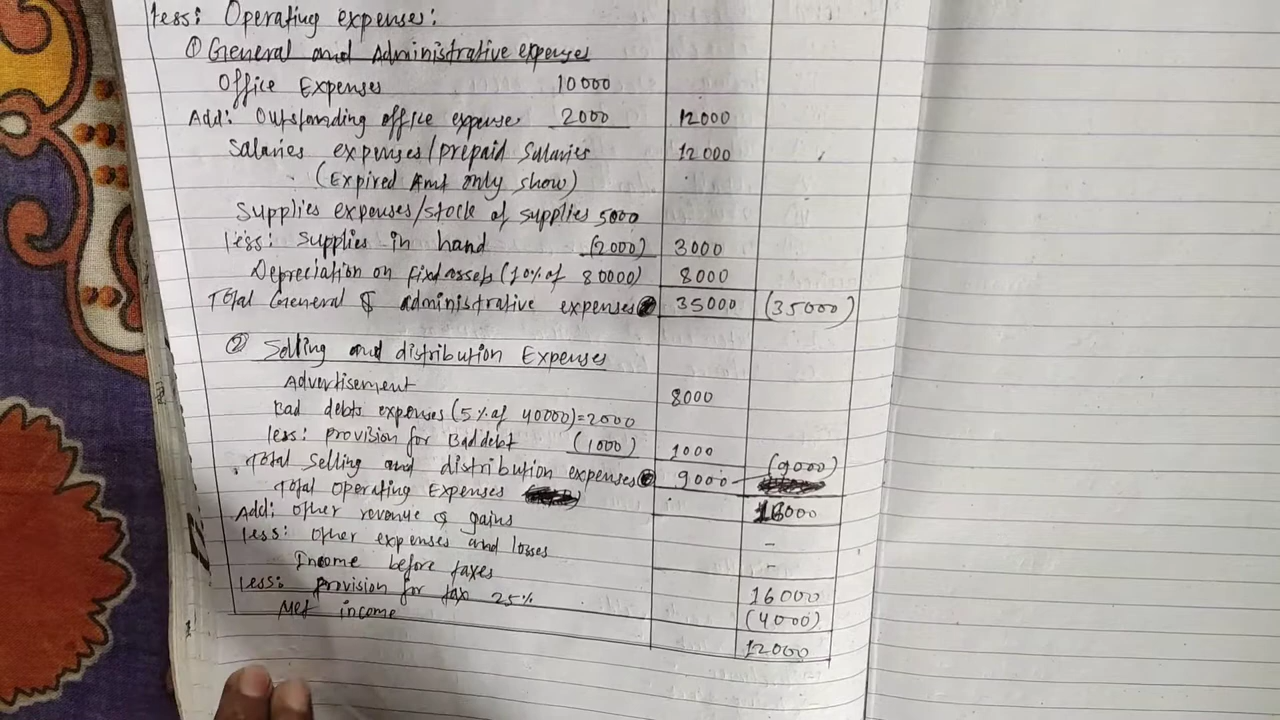 less: Operating expenses:
① General and Administrative expenses
Office Expenses 10000
Add: Outstanding office expense 2000 12000
Salaries expenses/prepaid Salaries 12000
(Expired Amt only show)
Supplies expenses/stock of supplies 5000
less: Supplies in hand (2000) 3000
Depreciation on fixed assets (10% of 80000) 8000
Total General & administrative expenses 35000 (35000)
② Selling and distribution Expenses
Advertisement 8000
Bad debts expenses (5% of 40000)=2000
less: provision for Bad debt (1000) 1000
Total Selling and distribution expenses 9000 (9000)
Total Operating Expenses 16000
Add: Other revenue & gains -
less: Other expenses and losses -
Income before taxes 16000
less: provision for tax 25% (4000)
Net income 12000